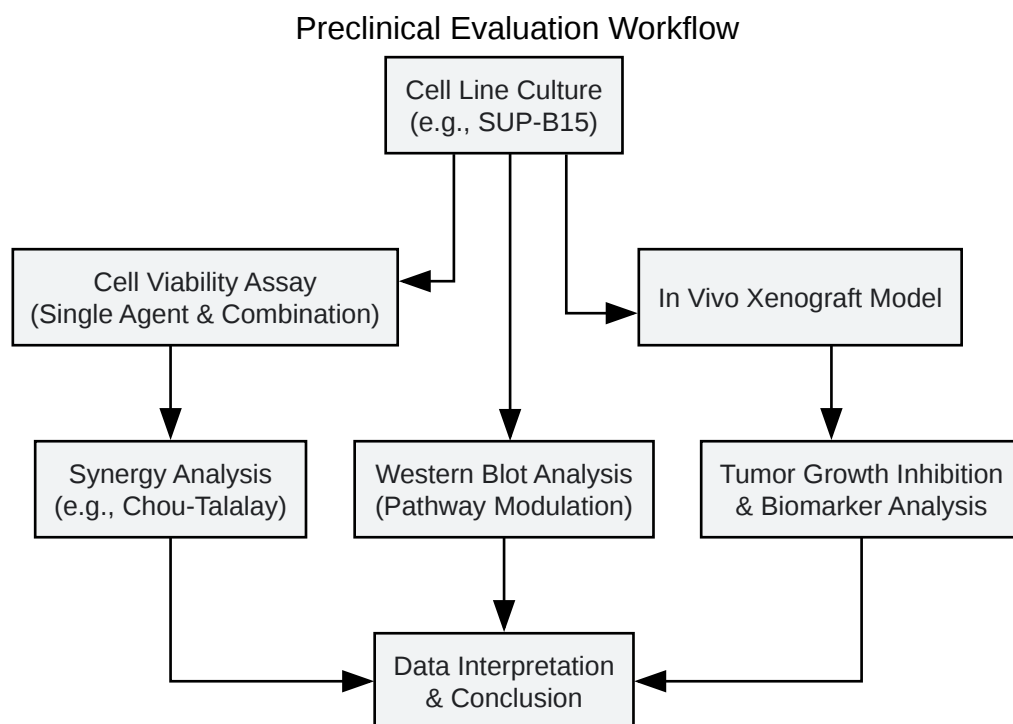 Preclinical Evaluation Workflow
Cell Line Culture
(e.g., SUP-B15)
Cell Viability Assay
(Single Agent & Combination)
In Vivo Xenograft Model
Synergy Analysis
(e.g., Chou-Talalay)
Western Blot Analysis
(Pathway Modulation)
Tumor Growth Inhibition
& Biomarker Analysis
Data Interpretation
& Conclusion